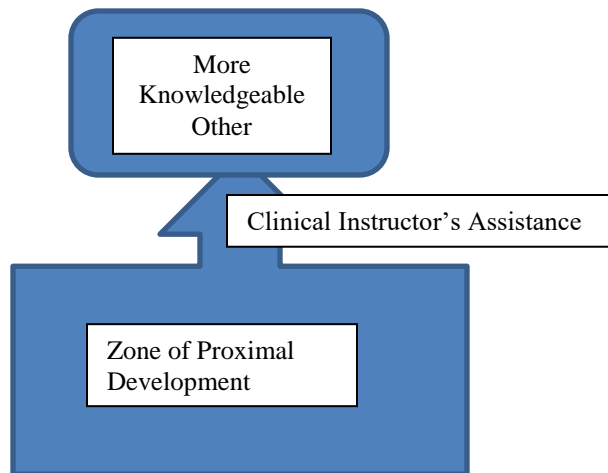 More
Knowledgeable
Other
Clinical Instructor’s Assistance
Zone of Proximal
Development